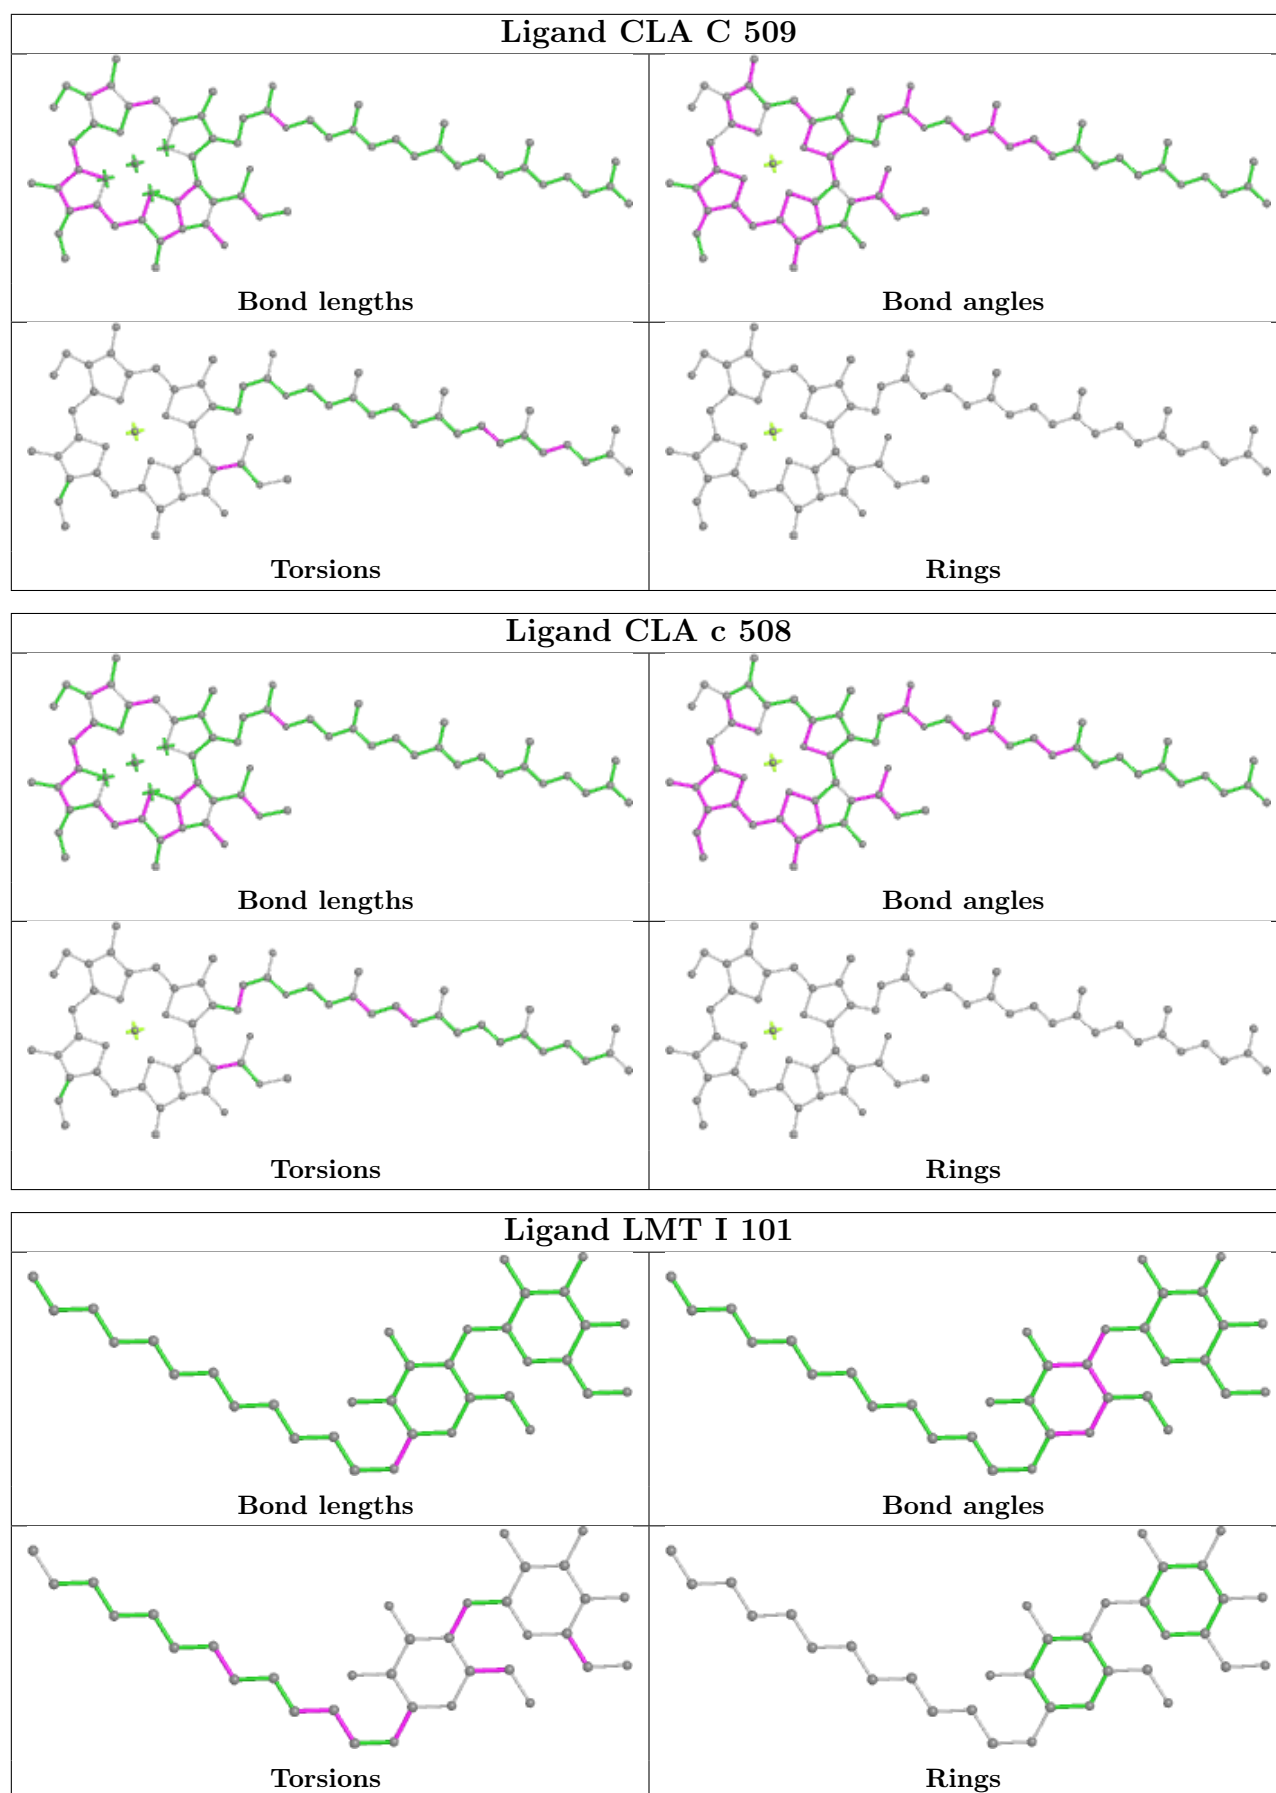 Ligand CLA C 509
Bond lengths
Bond angles
Torsions
Rings
Ligand CLA c 508
Bond lengths
Bond angles
Torsions
Rings
Ligand LMT I 101
Bond lengths
Bond angles
Torsions
Rings